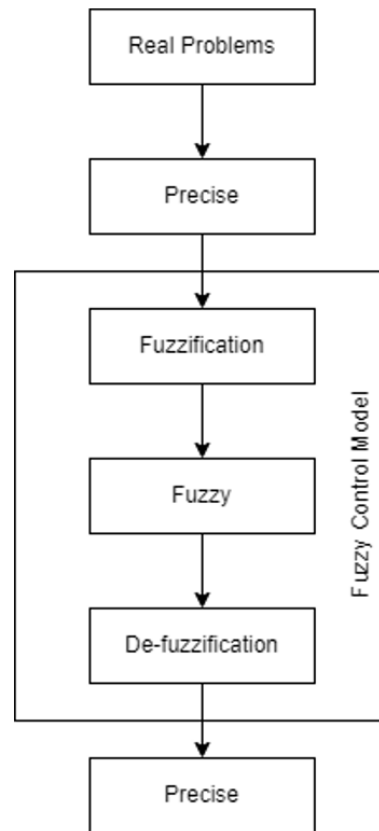 Real Problems
Precise
Fuzzification
Fuzzy
De-fuzzification
Fuzzy Control Model
Precise